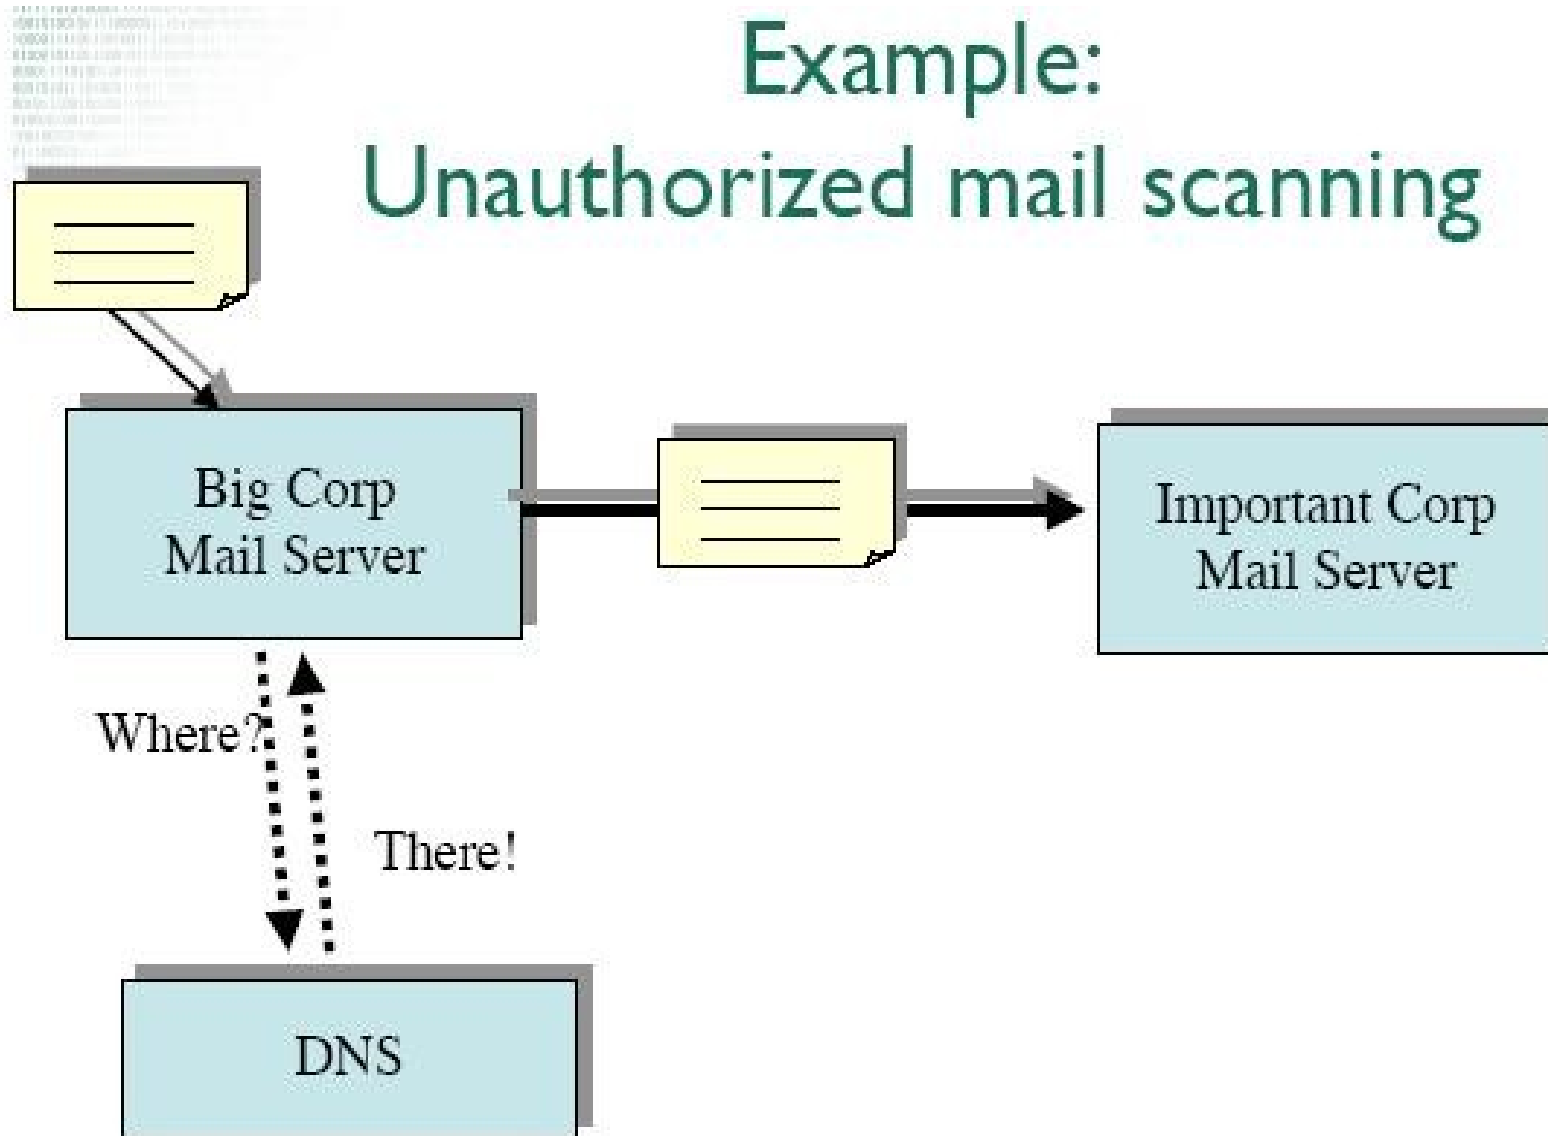 Example:
Unauthorized mail scanning
Big Corp
Mail Server
Important Corp
Mail Server
Where?
There!
DNS